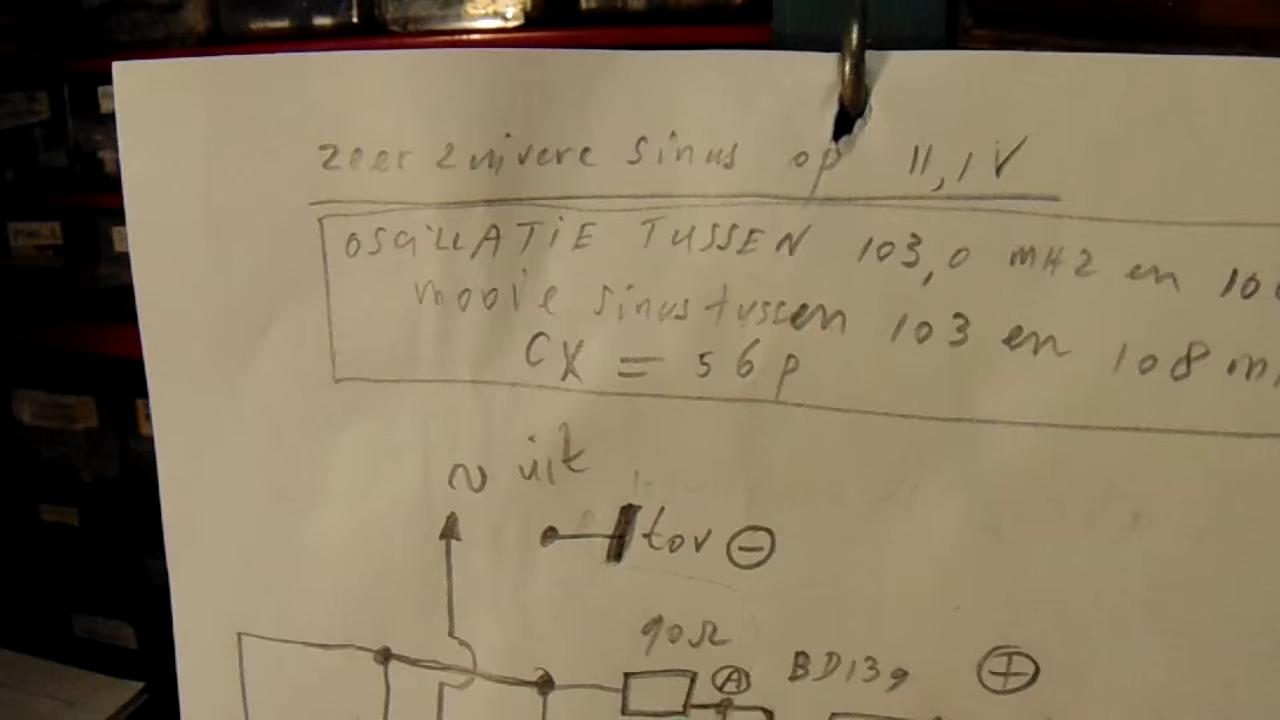 zeer zuivere sinus op 11,1V
OSCILLATIE TUSSEN 103,0 mHz en 10
mooie sinus tussen 103 en 108 m
CX = 56p
~ uit
tov ⊖
90Ω
A BD139 ⊕